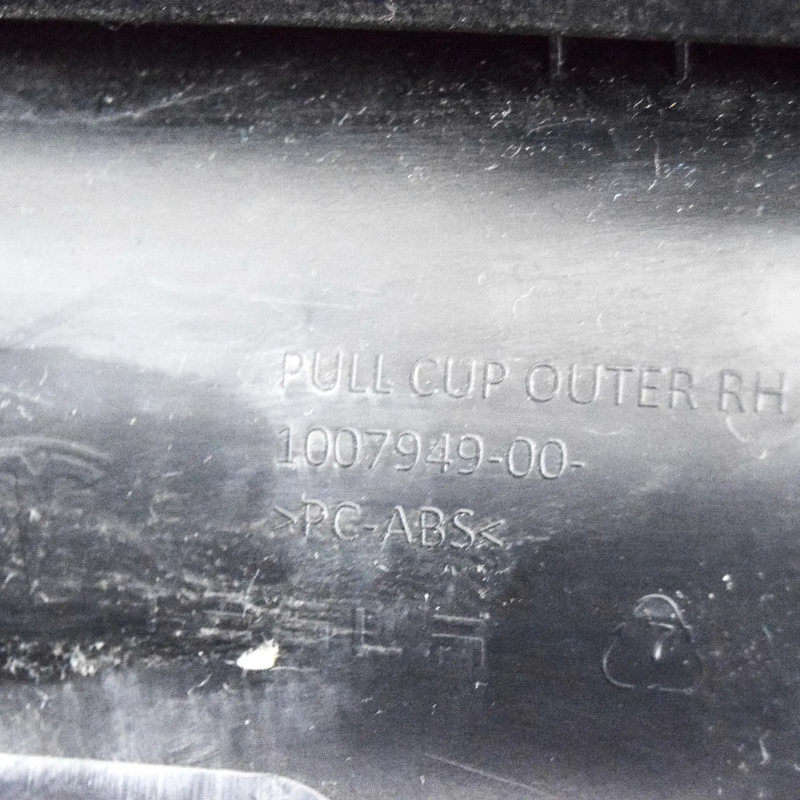 PULL CUP OUTER RH
1007949-00-
>PC-ABS<